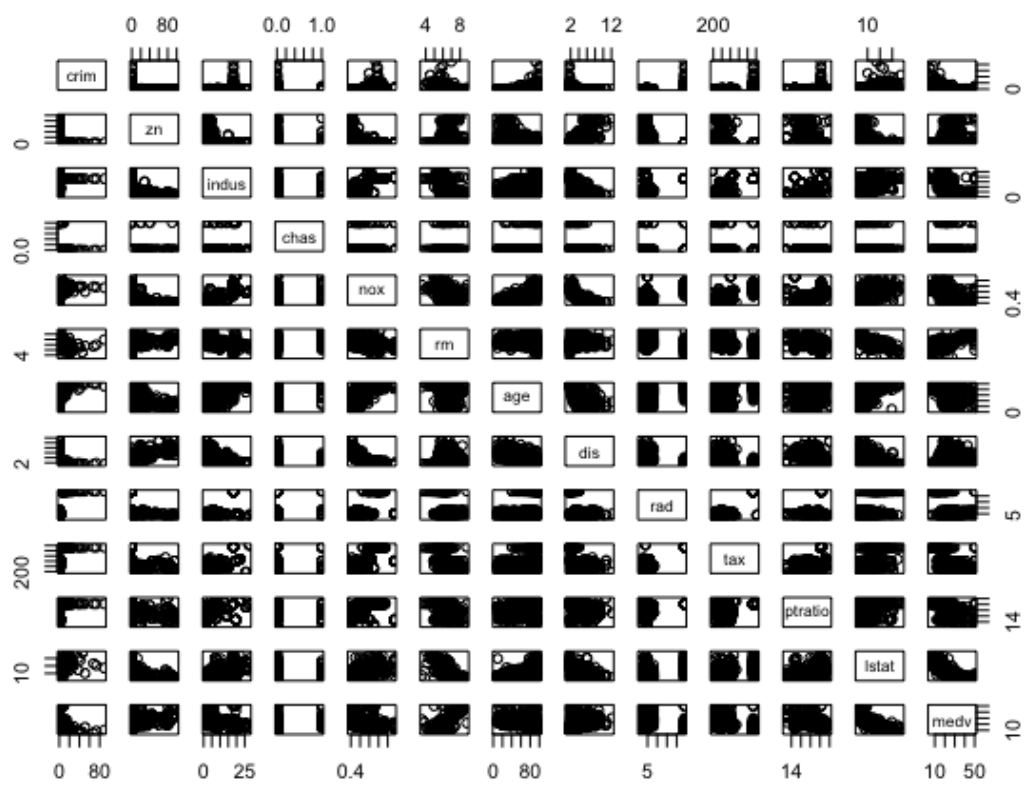 0 80 0.0 1.0 4 8 2 12 200 10
crim 0
0 zn
indus 0
0.0 chas
nox 0.4
4 rm
age 0
2 dis
rad 5
200 tax
ptratio 14
10 lstat
medv 10
0 80 0 25 0.4 0 80 5 14 10 50